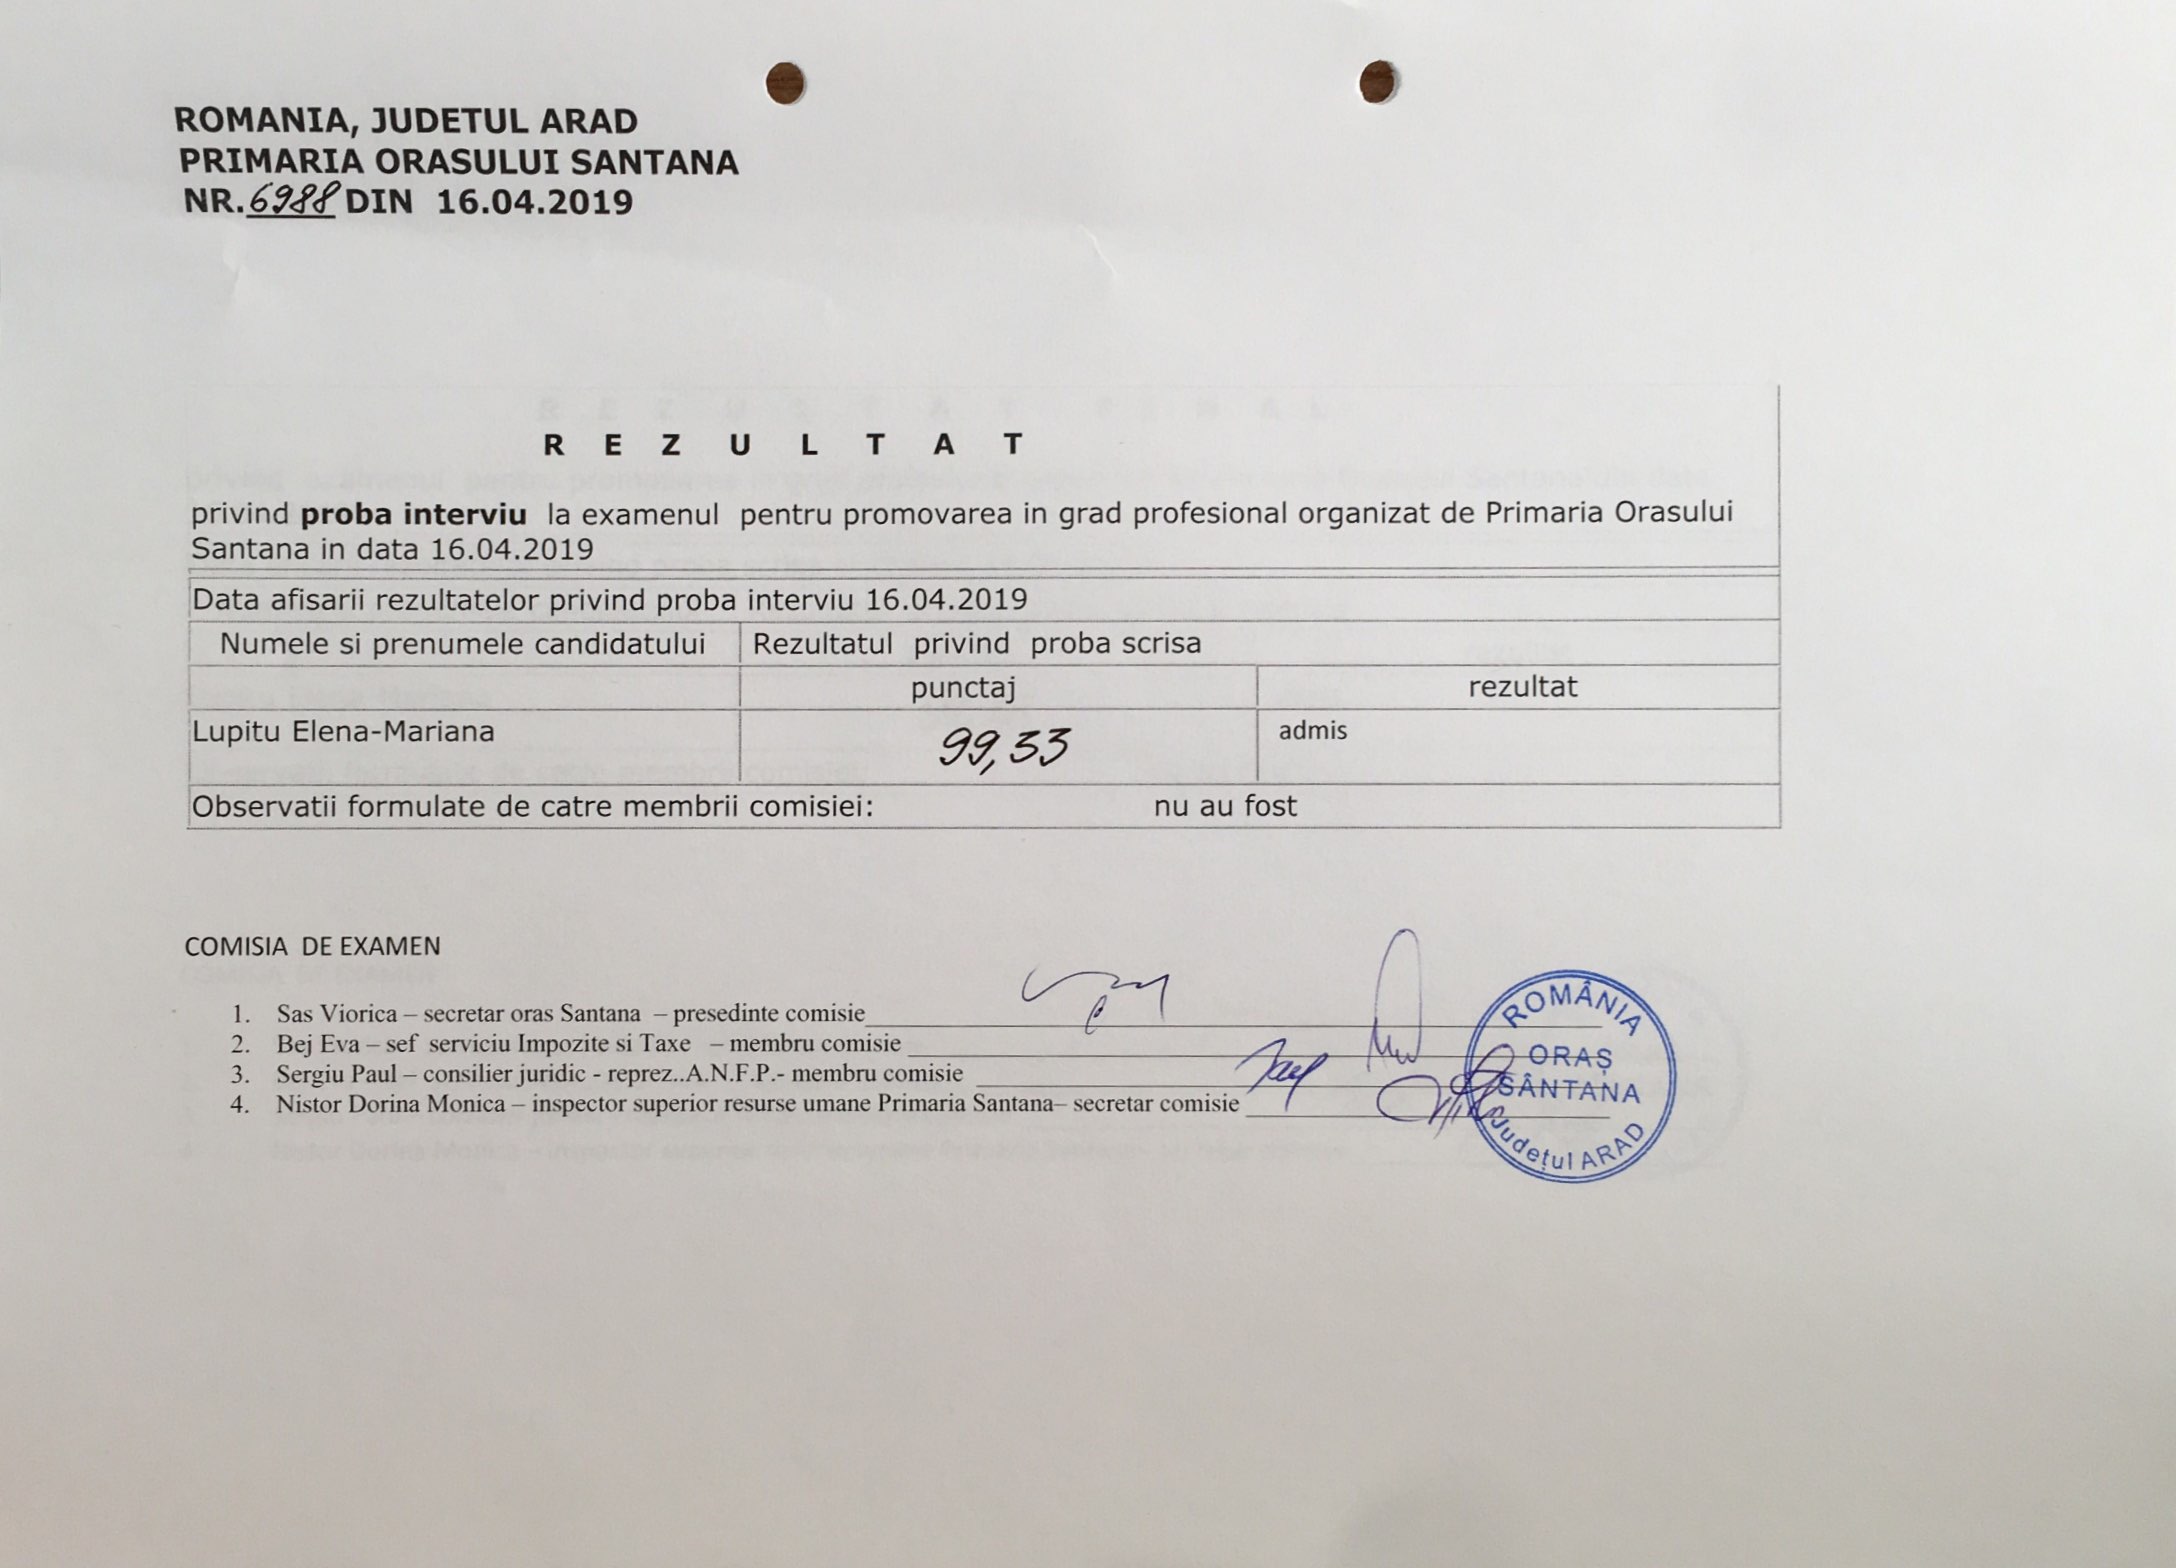 ROMANIA, JUDETUL ARAD
PRIMARIA ORASULUI SANTANA
NR. 6988 DIN 16.04.2019
R E Z U L T A T
privind proba interviu la examenul pentru promovarea in grad profesional organizat de Primaria Orasului
Santana in data 16.04.2019
Data afisarii rezultatelor privind proba interviu 16.04.2019
Numele si prenumele candidatului Rezultatul privind proba scrisa
punctaj rezultat
Lupitu Elena-Mariana 99,33 admis
Observatii formulate de catre membrii comisiei: nu au fost
COMISIA DE EXAMEN
1. Sas Viorica – secretar oras Santana – presedinte comisie
2. Bej Eva – sef serviciu Impozite si Taxe – membru comisie
3. Sergiu Paul – consilier juridic - reprez..A.N.F.P.- membru comisie
4. Nistor Dorina Monica – inspector superior resurse umane Primaria Santana– secretar comisie
ROMÂNIA
ORAȘ
SÂNTANA
Județul ARAD